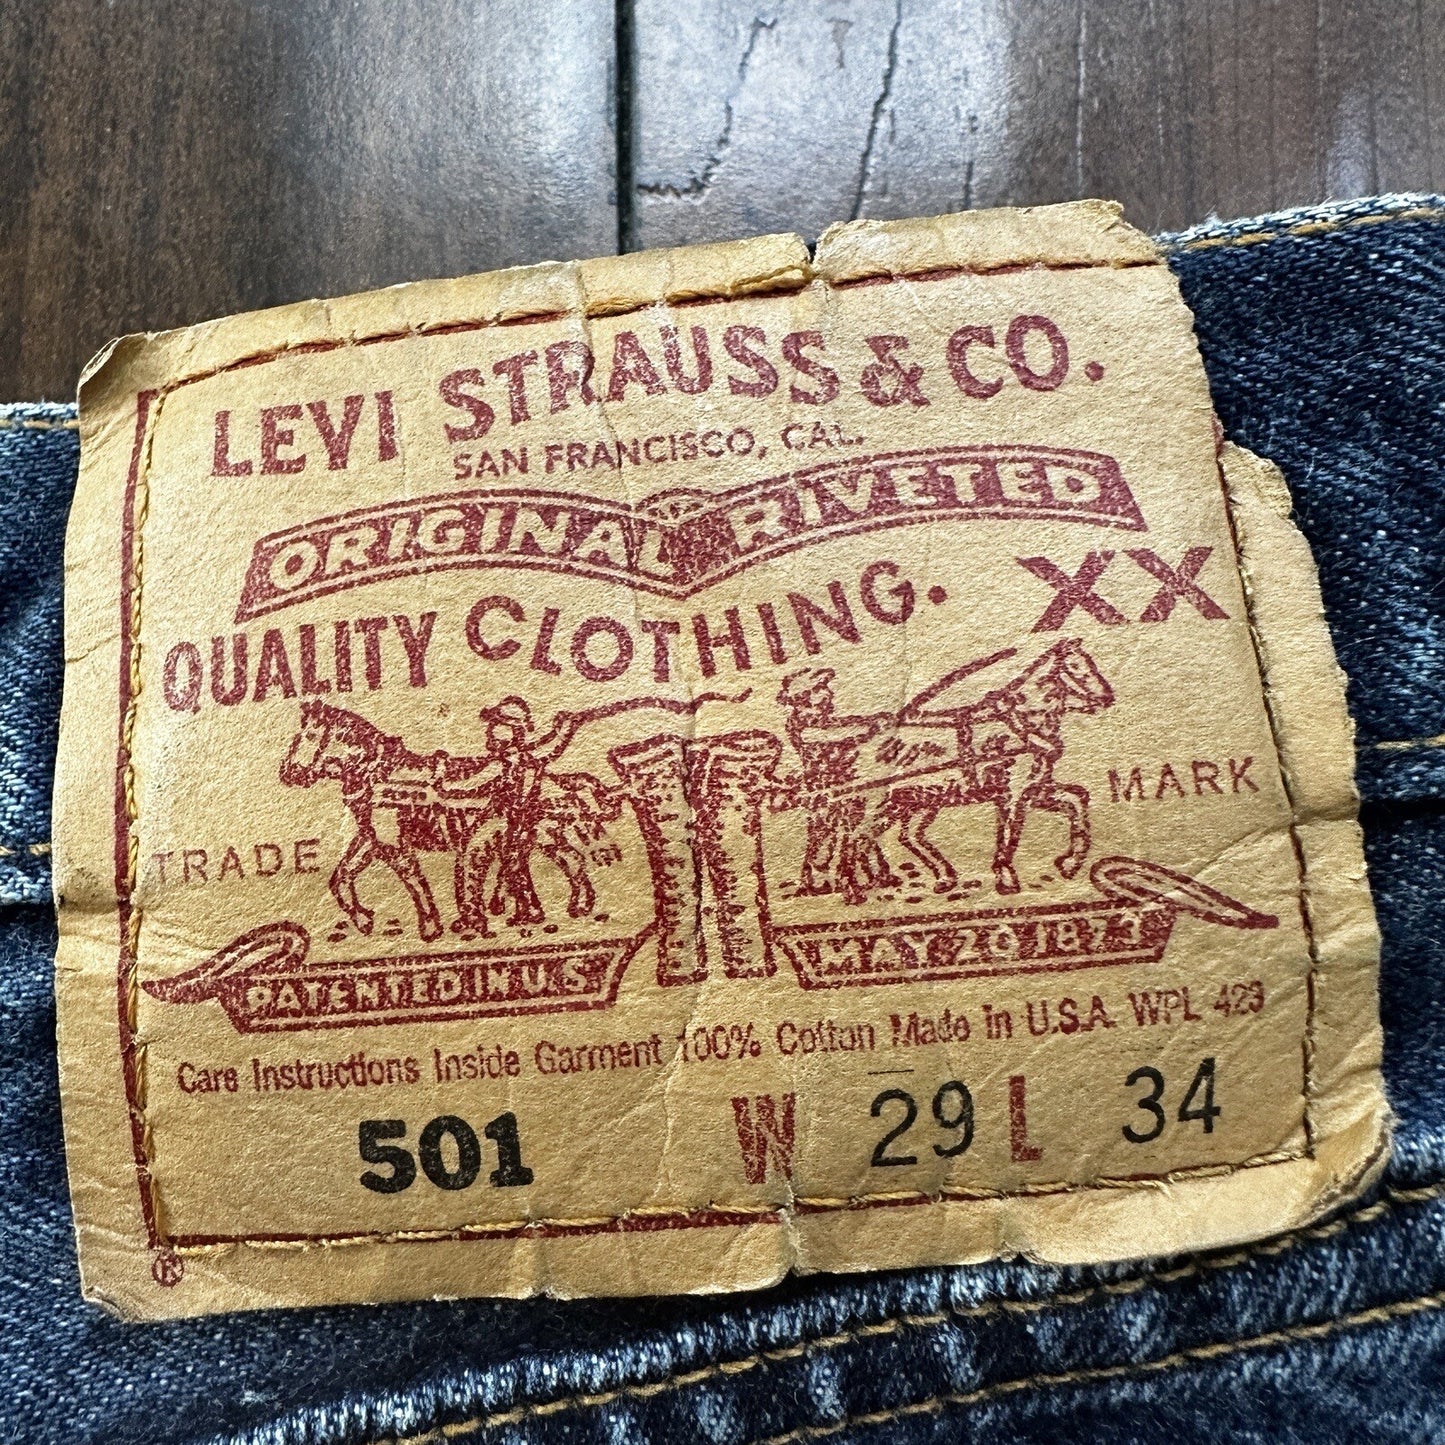 LEVI STRAUSS & CO.
SAN FRANCISCO, CAL.
ORIGINAL RIVETED
QUALITY CLOTHING. XX
TRADE MARK
PATENTED IN U.S. MAY 20 1873
Care Instructions Inside Garment 100% Cotton Made in U.S.A. WPL 423
501 W 29 L 34
®